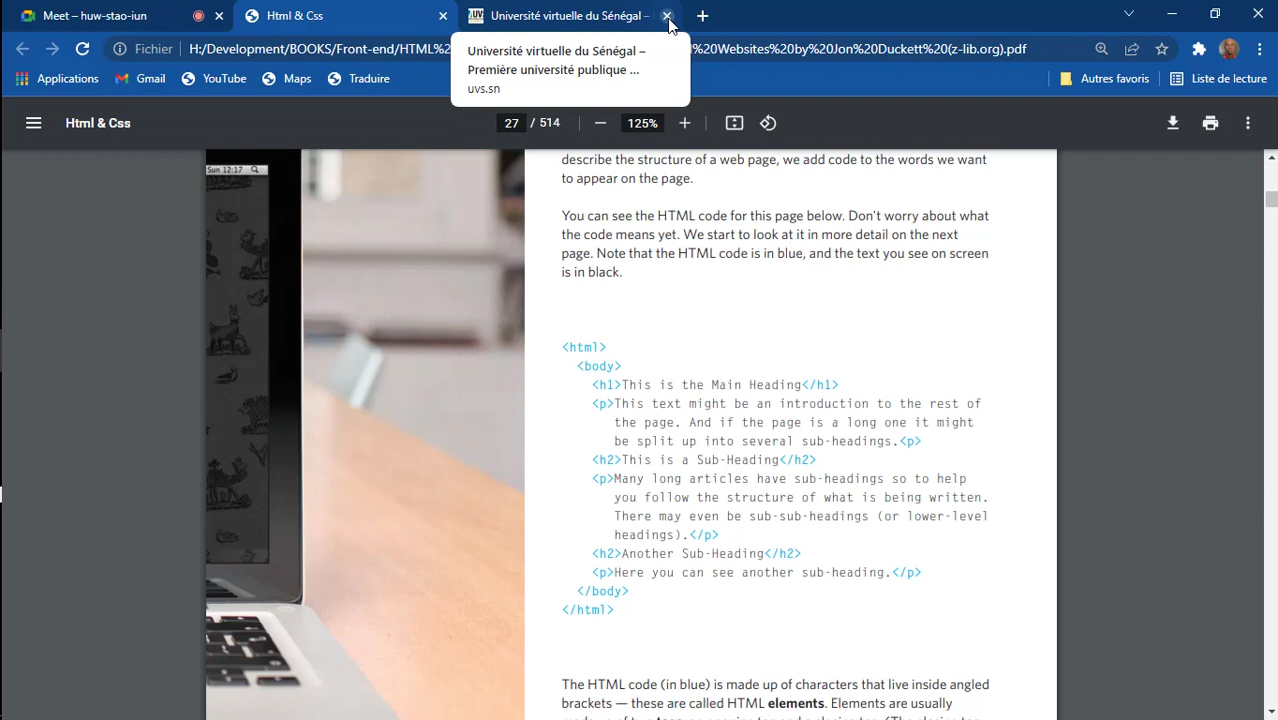 Meet – huw-stao-iun
Html & Css
Université virtuelle du Sénégal –
Fichier H:/Development/BOOKS/Front-end/HTML%2 l%20Websites%20by%20Jon%20Duckett%20(z-lib.org).pdf
Université virtuelle du Sénégal –
Première université publique ...
uvs.sn
Applications Gmail YouTube Maps Traduire Autres favoris Liste de lecture
Html & Css 27 / 514 125%
Sun 12:17
describe the structure of a web page, we add code to the words we want
to appear on the page.
You can see the HTML code for this page below. Don't worry about what
the code means yet. We start to look at it in more detail on the next
page. Note that the HTML code is in blue, and the text you see on screen
is in black.
<html>
<body>
<h1>This is the Main Heading</h1>
<p>This text might be an introduction to the rest of
the page. And if the page is a long one it might
be split up into several sub-headings.<p>
<h2>This is a Sub-Heading</h2>
<p>Many long articles have sub-headings so to help
you follow the structure of what is being written.
There may even be sub-sub-headings (or lower-level
headings).</p>
<h2>Another Sub-Heading</h2>
<p>Here you can see another sub-heading.</p>
</body>
</html>
The HTML code (in blue) is made up of characters that live inside angled
brackets — these are called HTML elements. Elements are usually